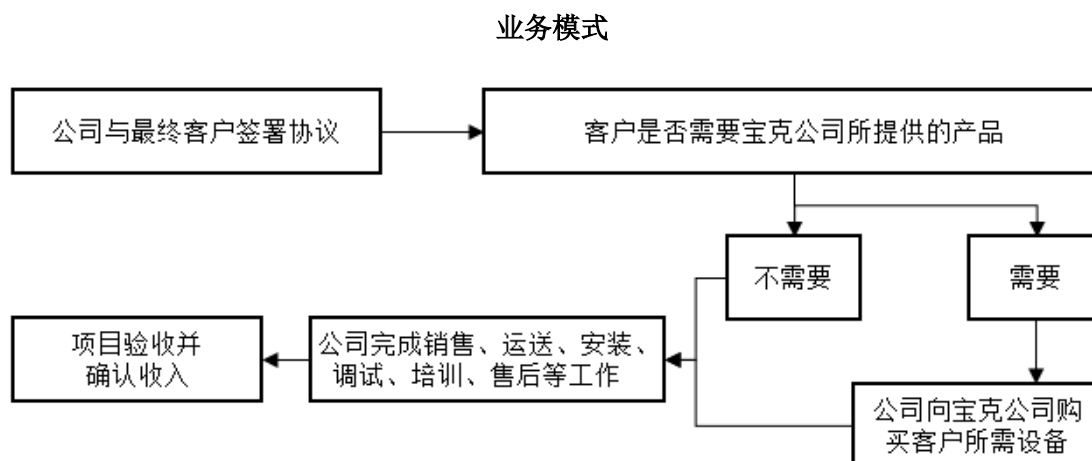 业务模式
公司与最终客户签署协议
客户是否需要宝克公司所提供的产品
不需要
需要
公司向宝克公司购
买客户所需设备
公司完成销售、运送、安装、
调试、培训、售后等工作
项目验收并
确认收入